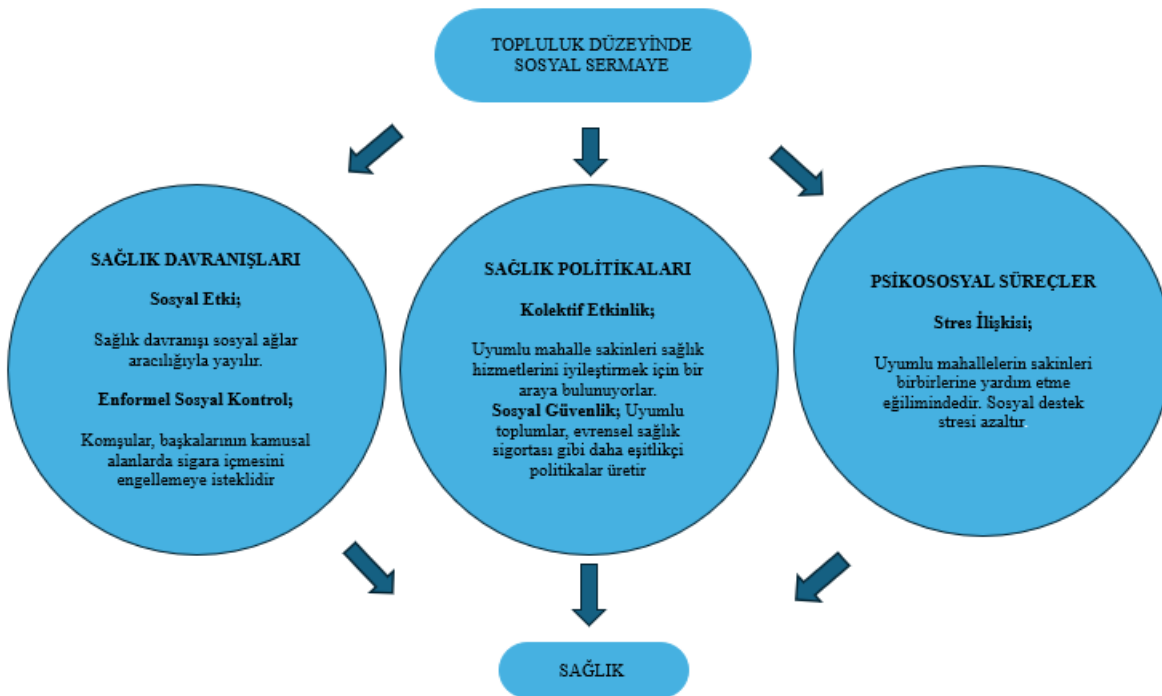 TOPLULUK DÜZEYİNDE
SOSYAL SERMAYE
SAĞLIK DAVRANIŞLARI
Sosyal Etki;
Sağlık davranışı sosyal ağlar
aracılığıyla yayılır.
Enformel Sosyal Kontrol;
Komşular, başkalarının kamusal
alanlarda sigara içmesini
engellemeye isteklidir
SAĞLIK POLİTİKALARI
Kolektif Etkinlik;
Uyumlu mahalle sakinleri sağlık
hizmetlerini iyileştirmek için bir
araya bulunuyorlar.
Sosyal Güvenlik; Uyumlu
toplumlar, evrensel sağlık
sigortası gibi daha eşitlikçi
politikalar üretir
PSİKOSOSYAL SÜREÇLER
Stres İlişkisi;
Uyumlu mahallelerin sakinleri
birbirlerine yardım etme
eğilimindedir. Sosyal destek
stresi azaltır.
SAĞLIK